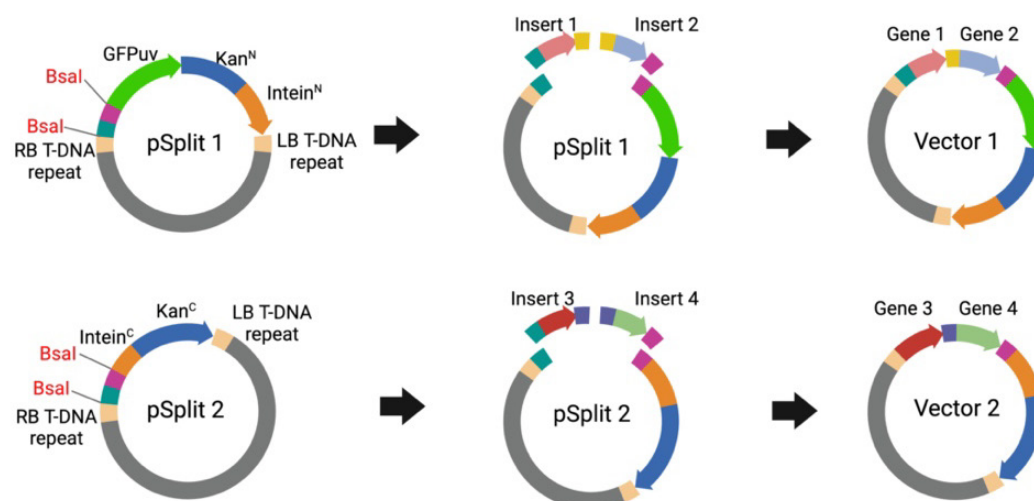 GFPuv
Kanᴺ
BsaI
Inteinᴺ
BsaI
RB T-DNA
repeat
pSplit 1
LB T-DNA
repeat
Insert 1
Insert 2
pSplit 1
Gene 1
Gene 2
Vector 1
Kanᶜ
LB T-DNA
repeat
Inteinᶜ
BsaI
BsaI
RB T-DNA
repeat
pSplit 2
Insert 3
Insert 4
pSplit 2
Gene 3
Gene 4
Vector 2